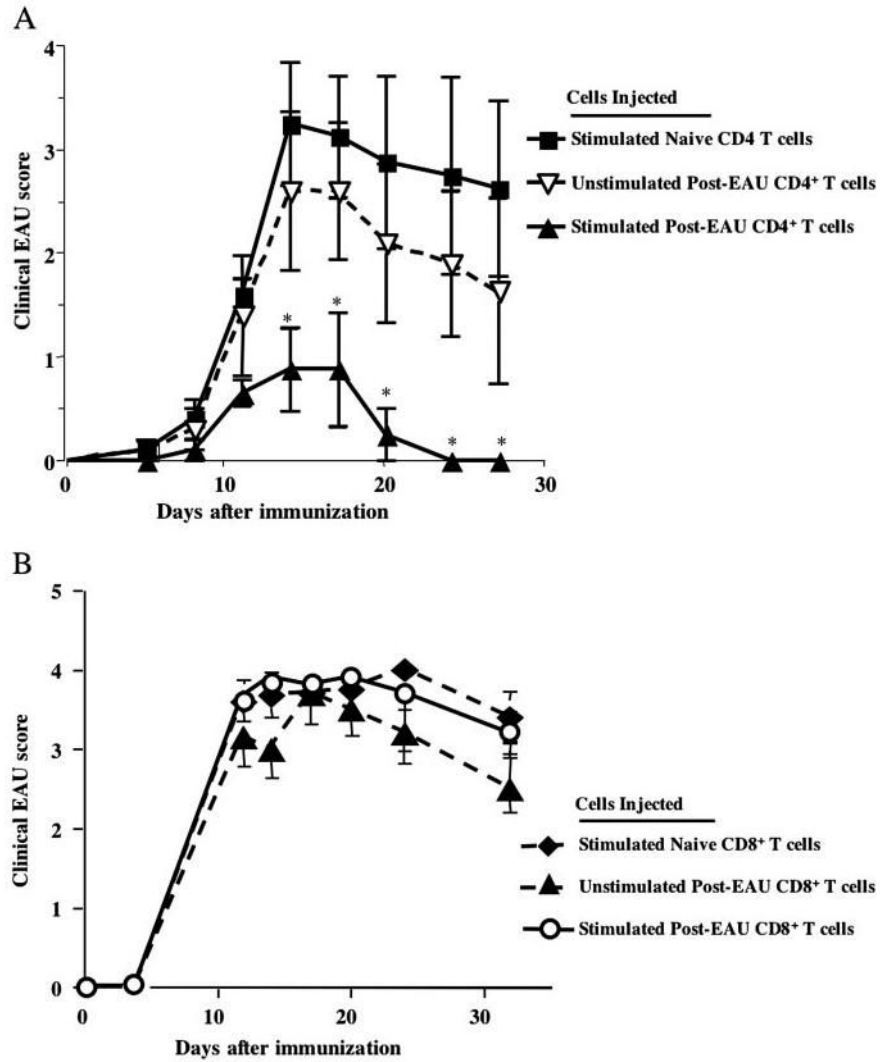 A
4
3
2
1
0
0
10
20
30
Clinical EAU score
Days after immunization
* * * * *
Cells Injected
Stimulated Naive CD4 T cells
Unstimulated Post-EAU CD4⁺ T cells
Stimulated Post-EAU CD4⁺ T cells
B
5
4
3
2
1
0
0
10
20
30
Clinical EAU score
Days after immunization
Cells Injected
Stimulated Naive CD8⁺ T cells
Unstimulated Post-EAU CD8⁺ T cells
Stimulated Post-EAU CD8⁺ T cells